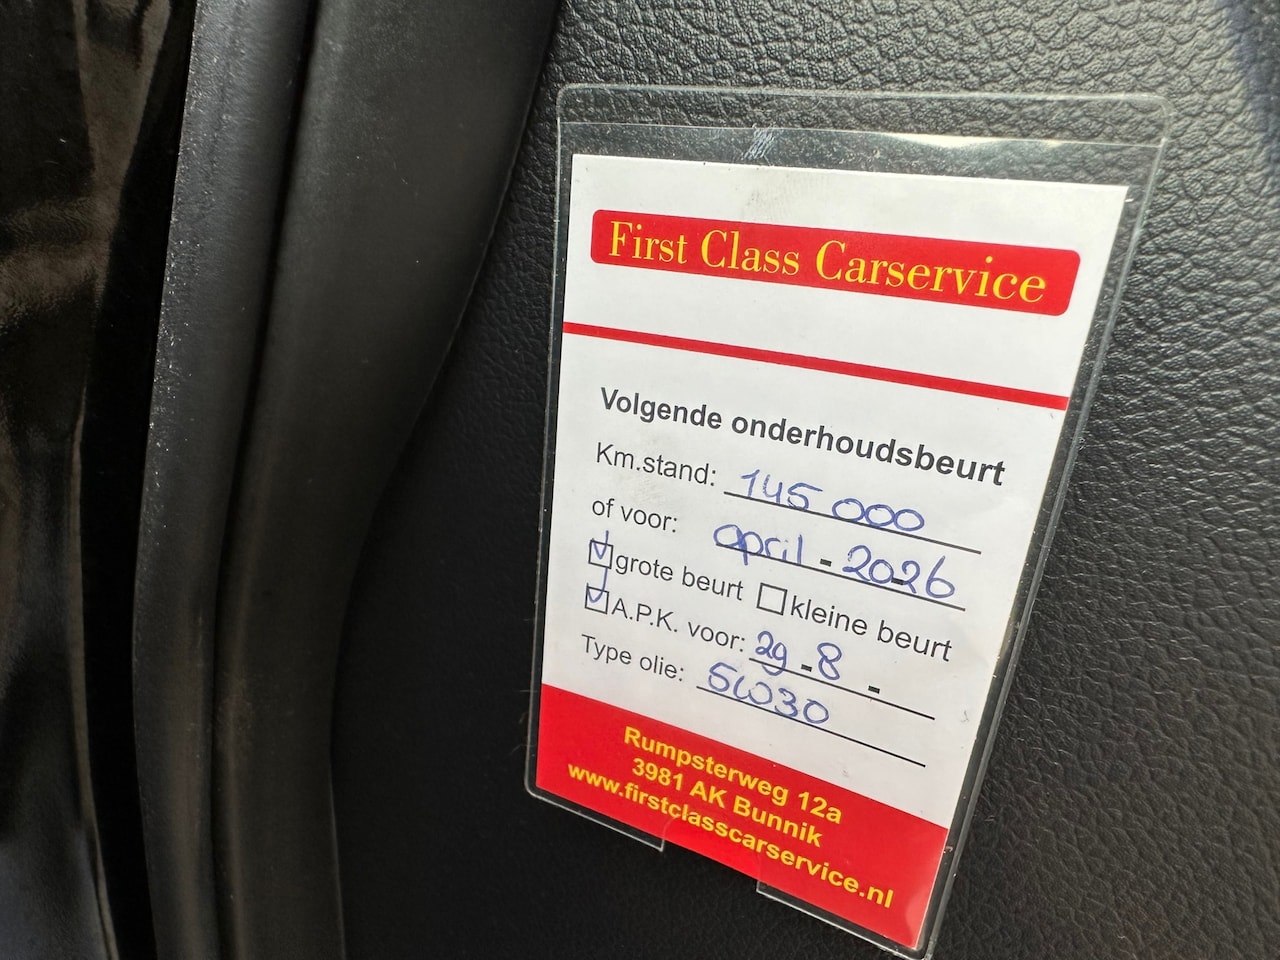 First Class Carservice
Volgende onderhoudsbeurt
Km.stand: 145 000
of voor: april - 2026
grote beurt kleine beurt
A.P.K. voor: 29 - 8 -
Type olie: 5W30
Rumpsterweg 12a
3981 AK Bunnik
www.firstclasscarservice.nl